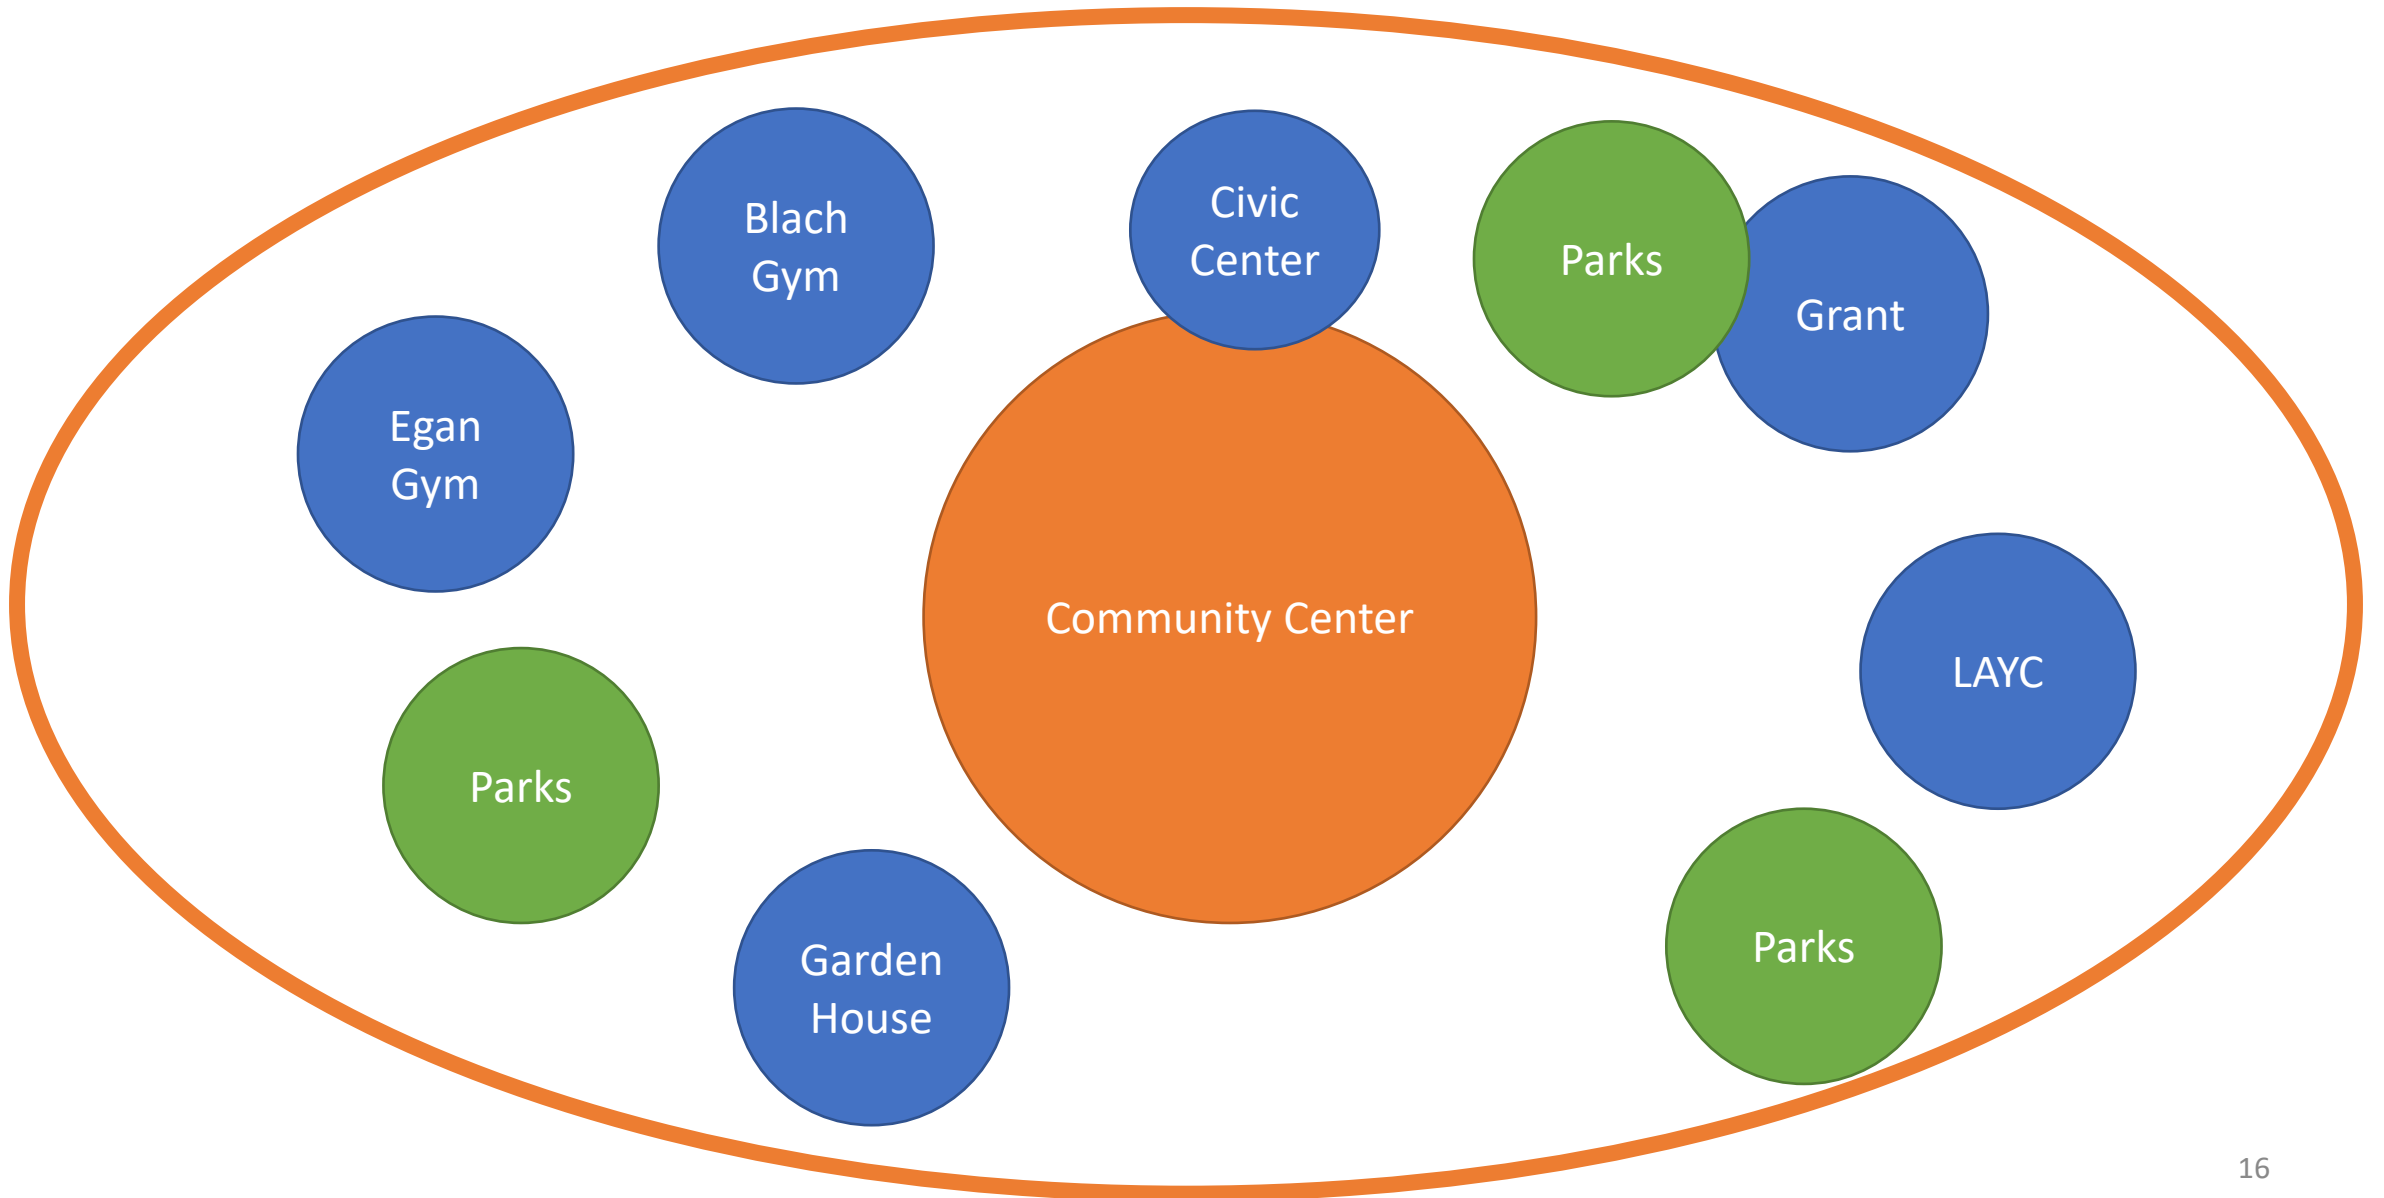 Blach
Gym
Civic
Center
Parks
Grant
Egan
Gym
Community Center
LAYC
Parks
Parks
Garden
House
16